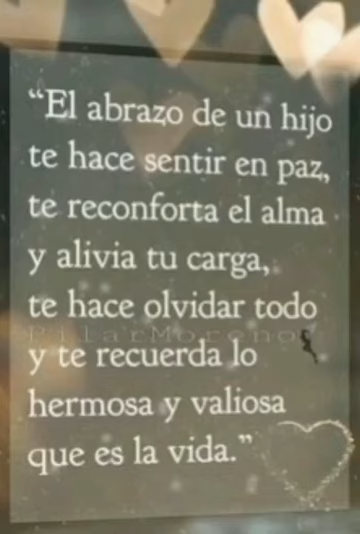 “El abrazo de un hijo
te hace sentir en paz,
te reconforta el alma
y alivia tu carga,
te hace olvidar todo
PilarMoreno
y te recuerda lo
hermosa y valiosa
que es la vida.”